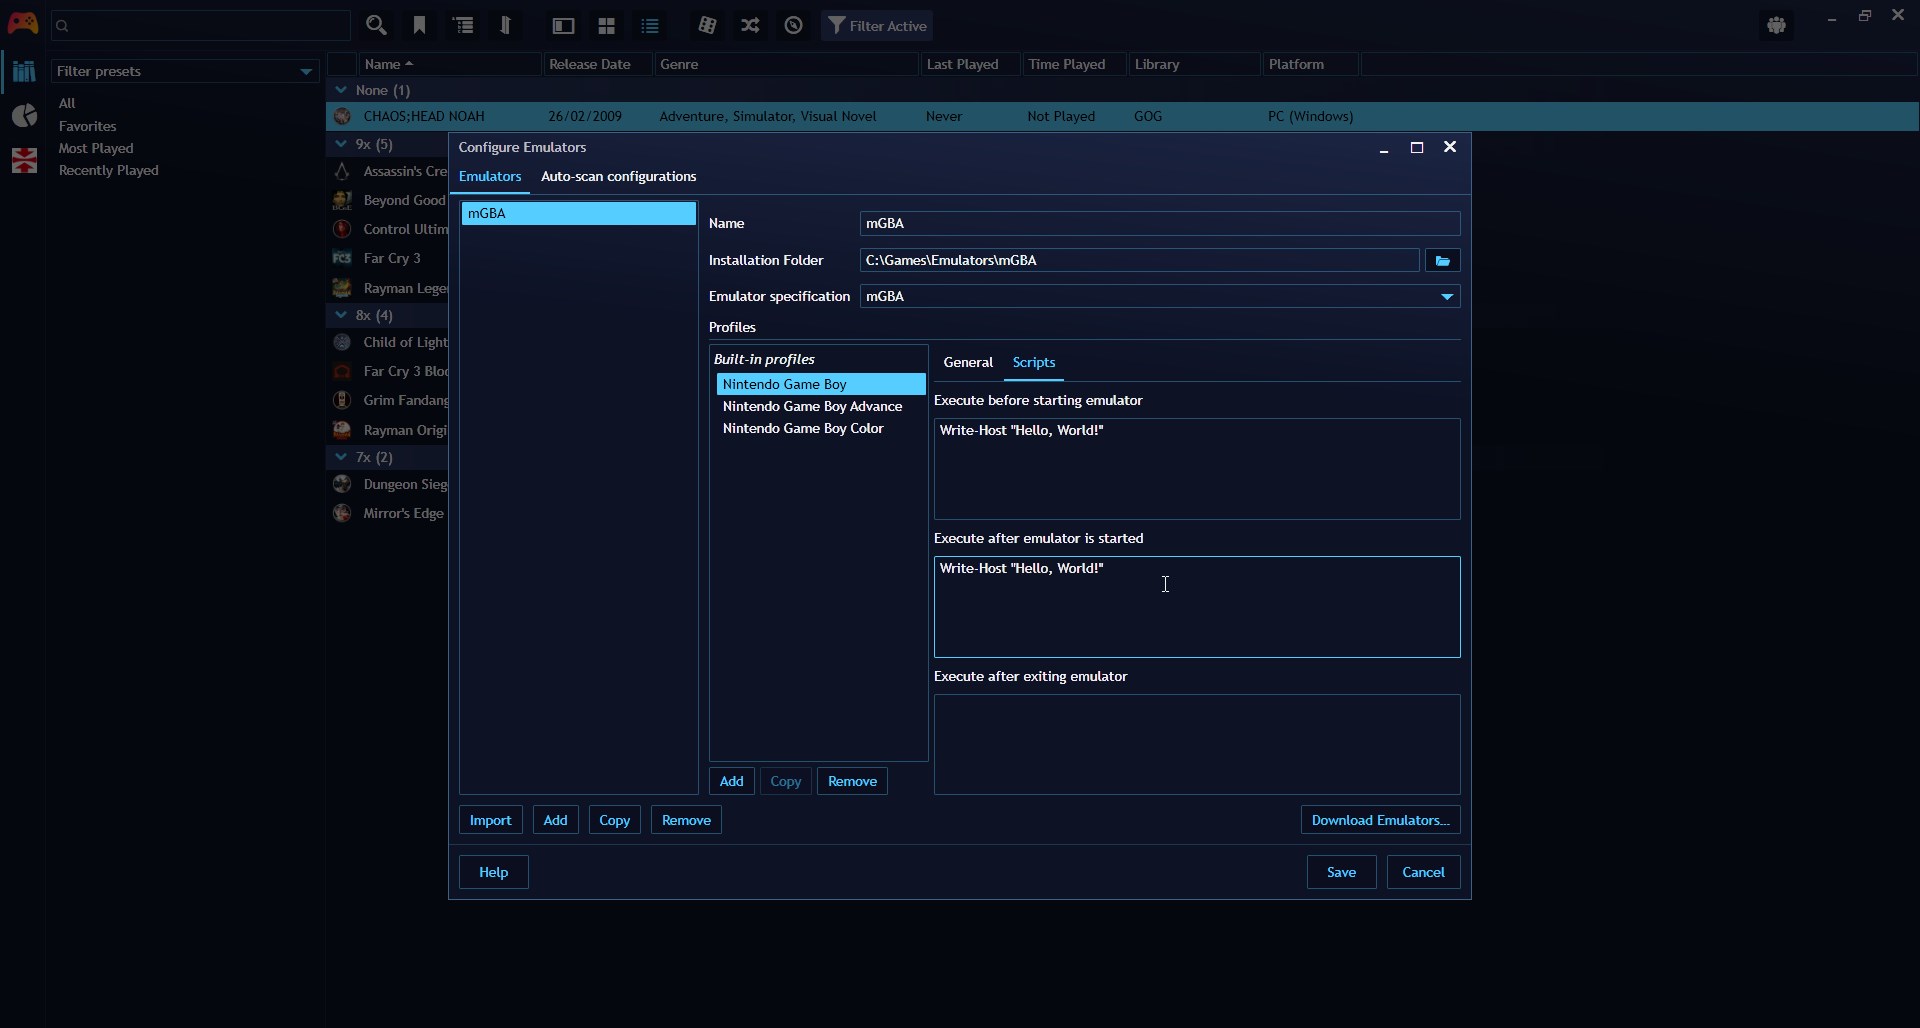 Filter Active
Filter presets
All
Favorites
Most Played
Recently Played
Name Release Date Genre Last Played Time Played Library Platform
None (1)
CHAOS;HEAD NOAH 26/02/2009 Adventure, Simulator, Visual Novel Never Not Played GOG PC (Windows)
9x (5)
Assassin's Cre
Beyond Good
Control Ultim
FC3 Far Cry 3
Rayman Lege
8x (4)
Child of Light
Far Cry 3 Blo
Grim Fandang
Rayman Origi
7x (2)
Dungeon Sieg
Mirror's Edge
Configure Emulators
Emulators Auto-scan configurations
mGBA
Name mGBA
Installation Folder C:\Games\Emulators\mGBA
Emulator specification mGBA
Profiles
Built-in profiles
Nintendo Game Boy
Nintendo Game Boy Advance
Nintendo Game Boy Color
General Scripts
Execute before starting emulator
Write-Host "Hello, World!"
Execute after emulator is started
Write-Host "Hello, World!"
Execute after exiting emulator
Add Copy Remove
Import Add Copy Remove Download Emulators...
Help Save Cancel